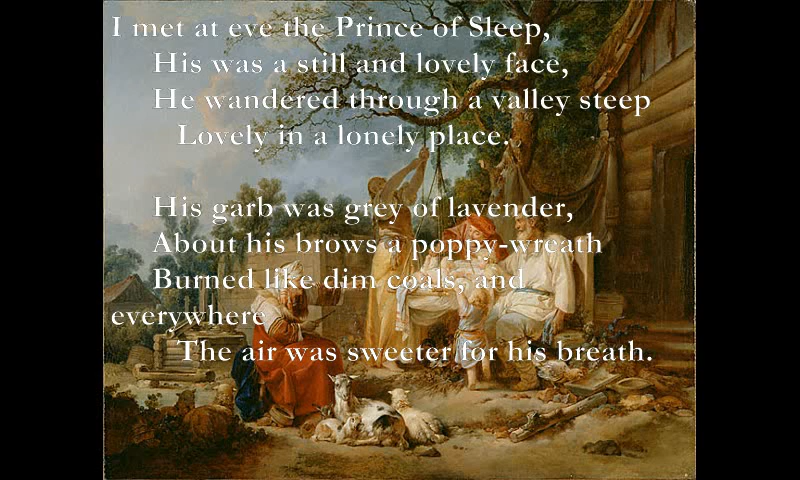 I met at eve the Prince of Sleep,
His was a still and lovely face,
He wandered through a valley steep
Lovely in a lonely place.
His garb was grey of lavender,
About his brows a poppy-wreath
Burned like dim coals, and
everywhere
The air was sweeter for his breath.